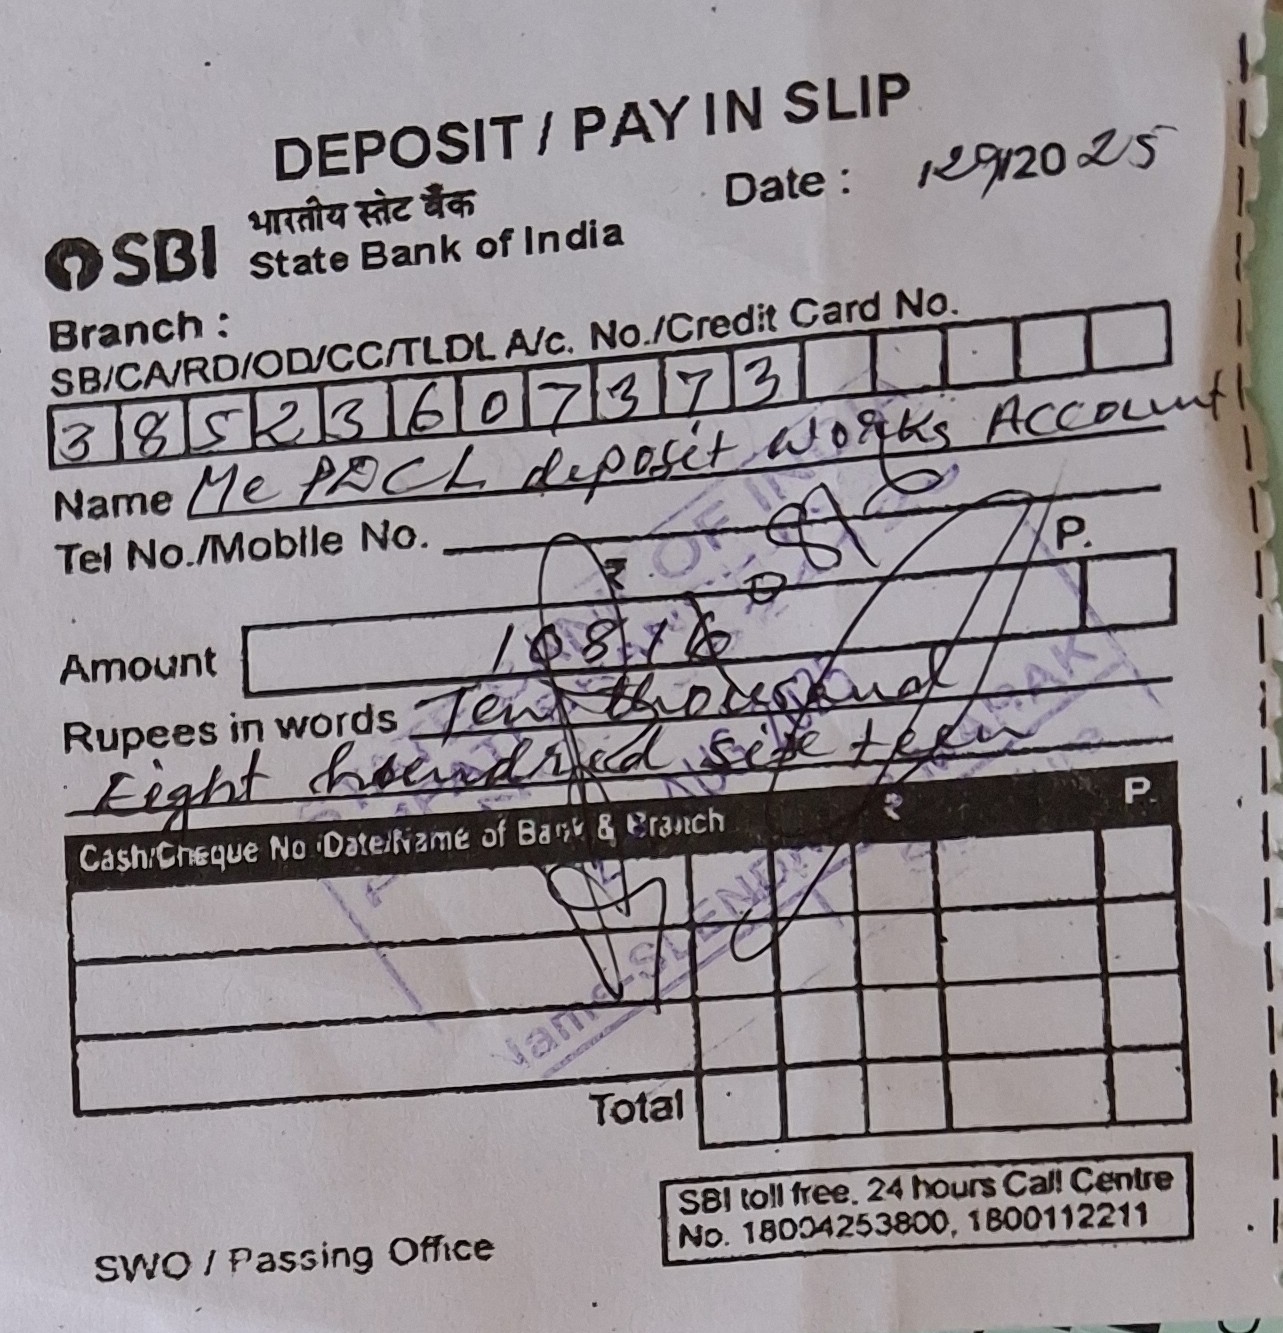 DEPOSIT / PAY IN SLIP
Date : 2025
SBI भारतीय स्टेट बैंक
State Bank of India
Branch :
SB/CA/RD/OD/CC/TLDL A/c. No./Credit Card No.
38523607373
Name MePDCL deposit works Account
Tel No./Mobile No.
₹ P.
Amount 10816
Rupees in words Ten thousand
Eight hundried sixteen
Cash/Cheque No Date/Name of Bank & Branch ₹ P.
Total
SBI toll free. 24 hours Call Centre
No. 18004253800, 1800112211
SWO / Passing Office